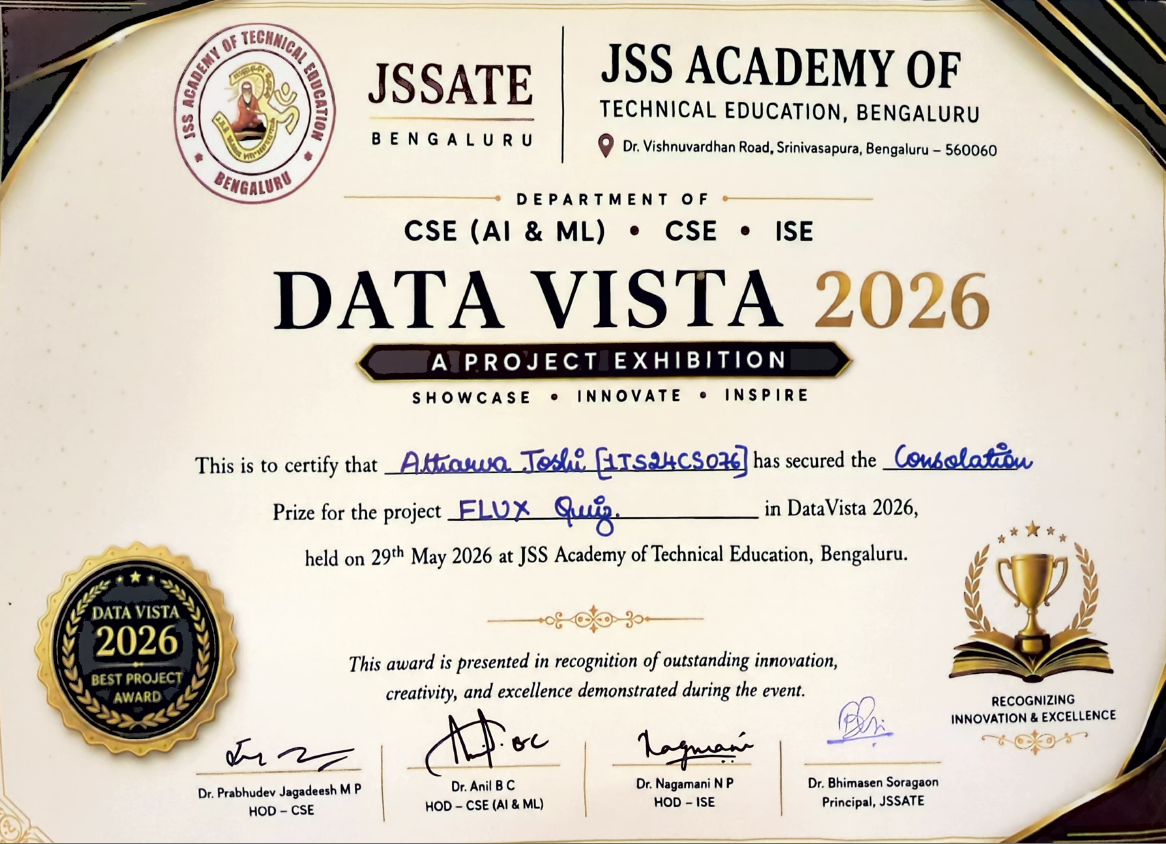 JSS ACADEMY OF TECHNICAL EDUCATION
BENGALURU
JSSATE
BENGALURU
JSS ACADEMY OF
TECHNICAL EDUCATION, BENGALURU
Dr. Vishnuvardhan Road, Srinivasapura, Bengaluru – 560060
DEPARTMENT OF
CSE (AI & ML) • CSE • ISE
DATA VISTA 2026
A PROJECT EXHIBITION
SHOWCASE • INNOVATE • INSPIRE
This is to certify that Atharva Joshi [1TS24CS076] has secured the Consolation
Prize for the project FLUX Quiz. in DataVista 2026,
held on 29th May 2026 at JSS Academy of Technical Education, Bengaluru.
DATA VISTA
2026
BEST PROJECT
AWARD
This award is presented in recognition of outstanding innovation,
creativity, and excellence demonstrated during the event.
RECOGNIZING
INNOVATION & EXCELLENCE
Nagmani
Dr. Prabhudev Jagadeesh M P
HOD – CSE
Dr. Anil B C
HOD – CSE (AI & ML)
Dr. Nagamani N P
HOD – ISE
Dr. Bhimasen Soragaon
Principal, JSSATE